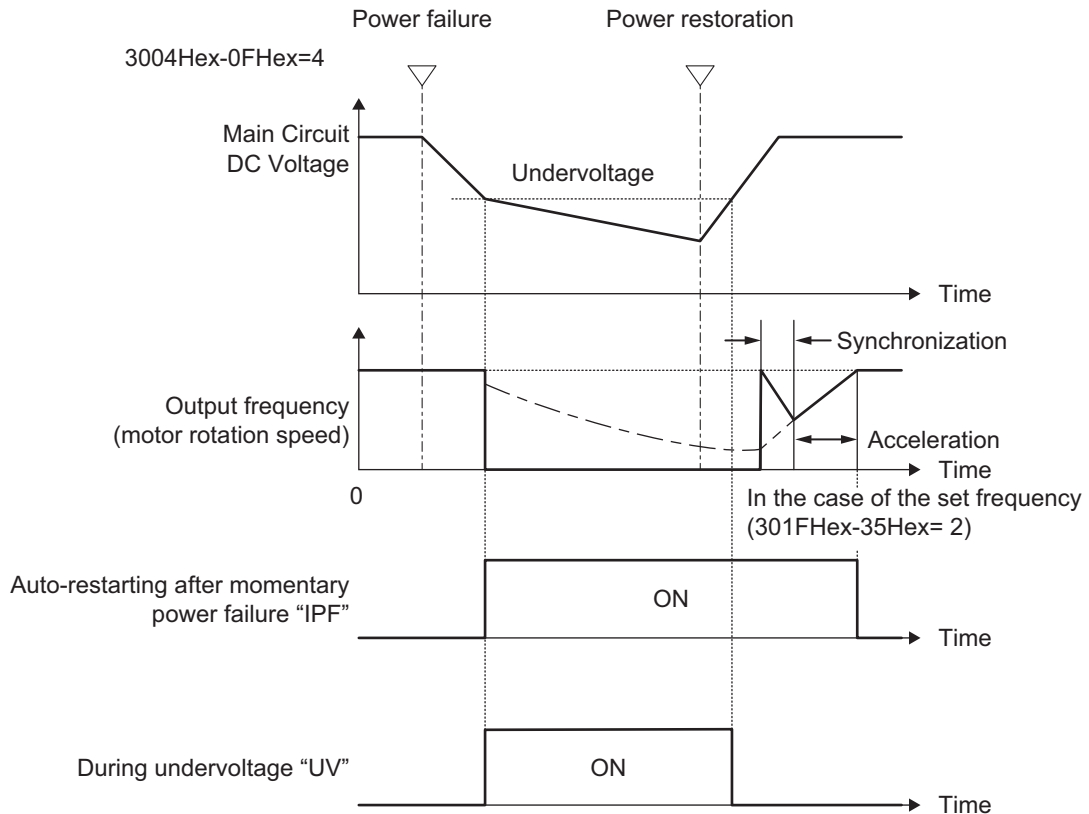 Power failure
Power restoration
3004Hex-0FHex=4
Main Circuit
DC Voltage
Undervoltage
Time
Synchronization
Output frequency
(motor rotation speed)
Acceleration
Time
0
In the case of the set frequency
(301FHex-35Hex= 2)
Auto-restarting after momentary
power failure “IPF”
ON
Time
During undervoltage “UV”
ON
Time